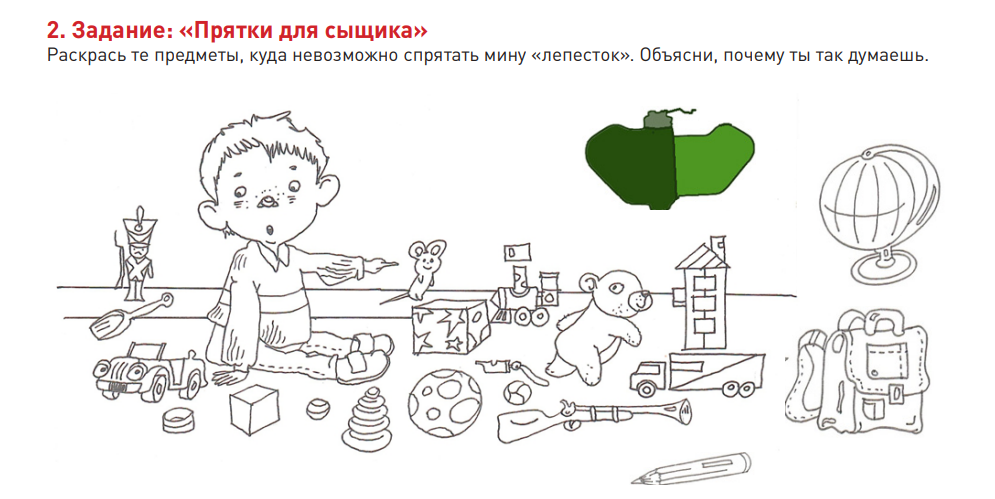 2. Задание: «Прятки для сыщика»
Раскрась те предметы, куда невозможно спрятать мину «лепесток». Объясни, почему ты так думаешь.